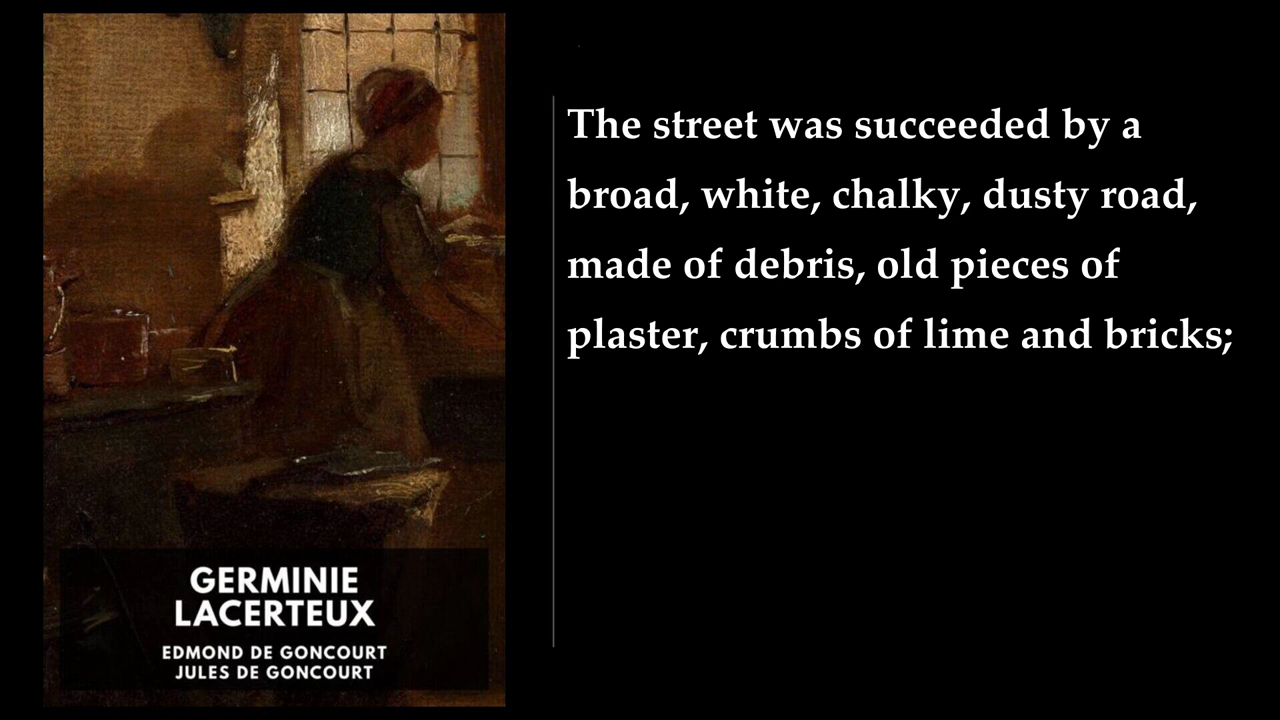 GERMINIE
LACERTEUX
EDMOND DE GONCOURT
JULES DE GONCOURT
The street was succeeded by a
broad, white, chalky, dusty road,
made of debris, old pieces of
plaster, crumbs of lime and bricks;